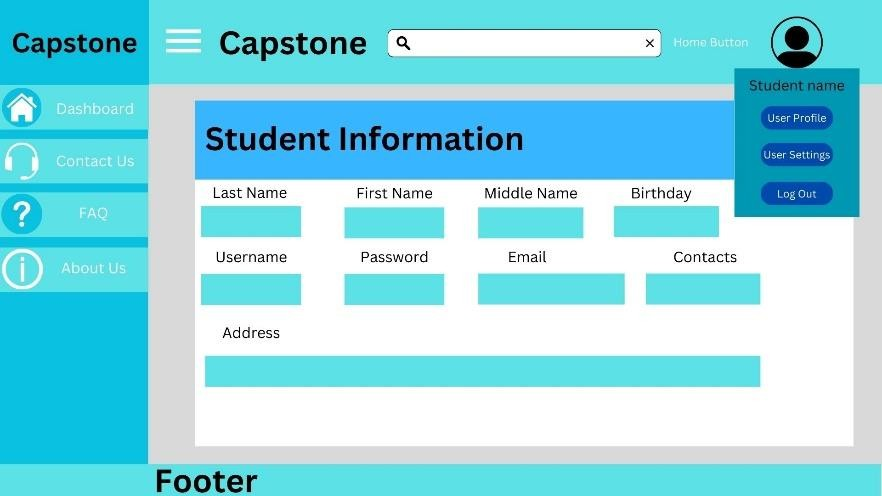 Capstone
Capstone
Home Button
Student name
User Profile
User Settings
Log Out
Dashboard
Contact Us
FAQ
About Us
Student Information
Last Name First Name Middle Name Birthday
Username Password Email Contacts
Address
Footer